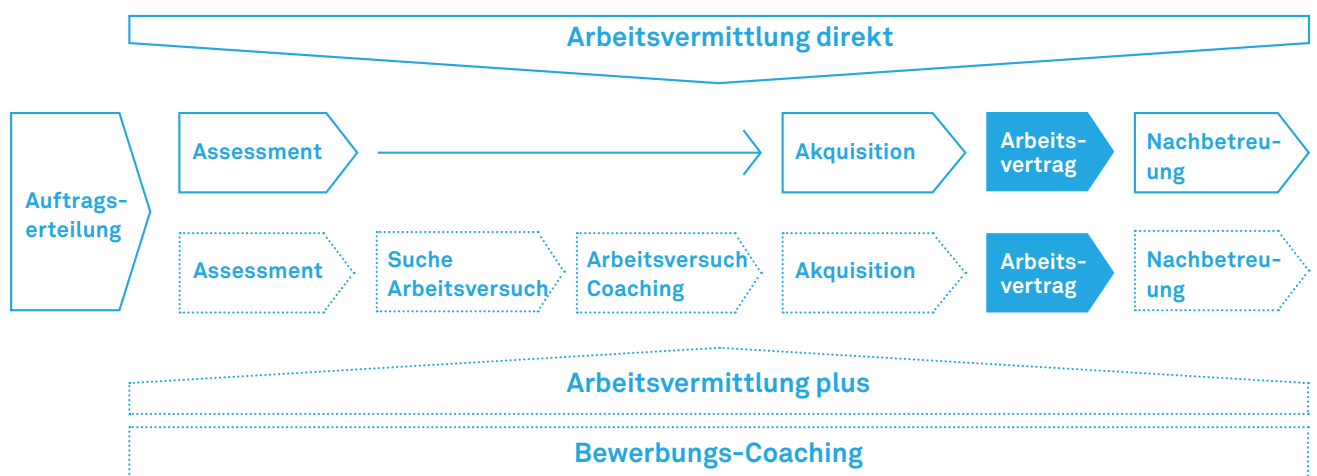 Arbeitsvermittlung direkt
Auftrags-
erteilung
Assessment
Akquisition
Arbeits-
vertrag
Nachbetreu-
ung
Assessment
Suche
Arbeitsversuch
Arbeitsversuch
Coaching
Akquisition
Arbeits-
vertrag
Nachbetreu-
ung
Arbeitsvermittlung plus
Bewerbungs-Coaching